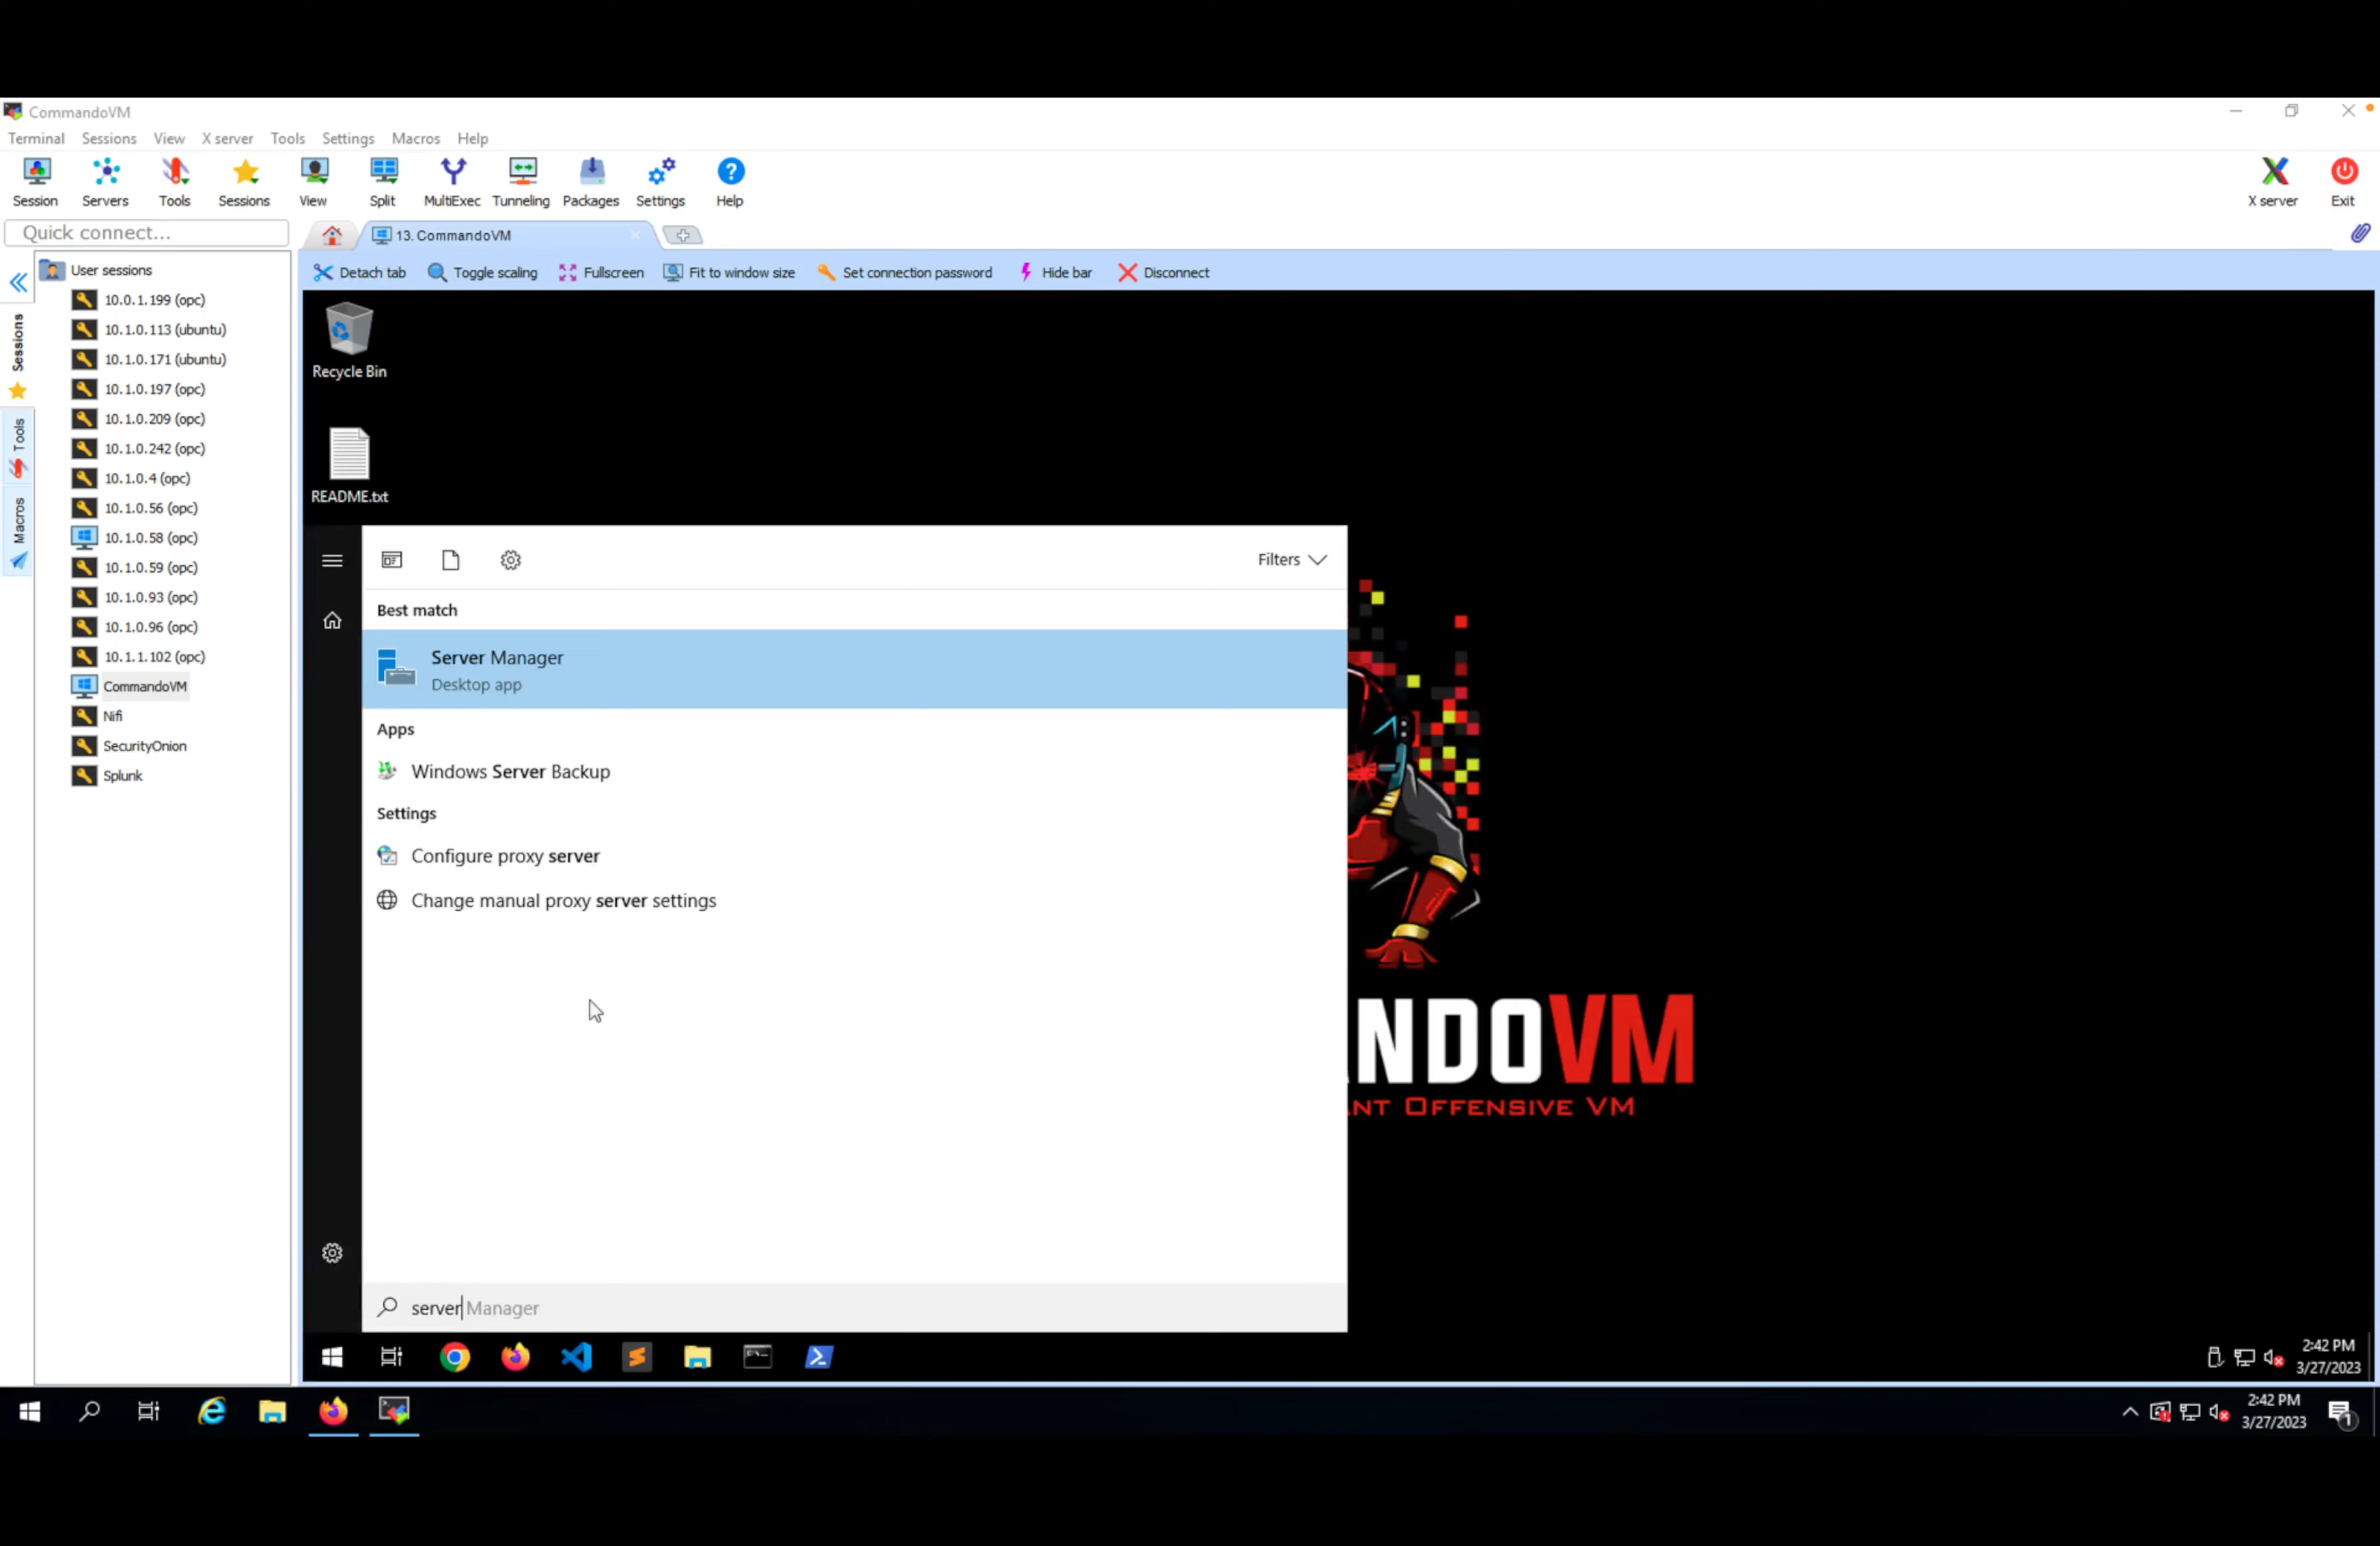 CommandoVM
Terminal Sessions View X server Tools Settings Macros Help
Session Servers Tools Sessions View Split MultiExec Tunneling Packages Settings Help X server Exit
Quick connect...
13. CommandoVM
Detach tab Toggle scaling Fullscreen Fit to window size Set connection password Hide bar Disconnect
Sessions
Tools
Macros
User sessions
10.0.1.199 (opc)
10.1.0.113 (ubuntu)
10.1.0.171 (ubuntu)
10.1.0.197 (opc)
10.1.0.209 (opc)
10.1.0.242 (opc)
10.1.0.4 (opc)
10.1.0.56 (opc)
10.1.0.58 (opc)
10.1.0.59 (opc)
10.1.0.93 (opc)
10.1.0.96 (opc)
10.1.1.102 (opc)
CommandoVM
Nifi
SecurityOnion
Splunk
Recycle Bin
README.txt
Filters
Best match
Server Manager
Desktop app
Apps
Windows Server Backup
Settings
Configure proxy server
Change manual proxy server settings
server Manager
NDOVM
NT OFFENSIVE VM
2:42 PM
3/27/2023
2:42 PM
3/27/2023
1